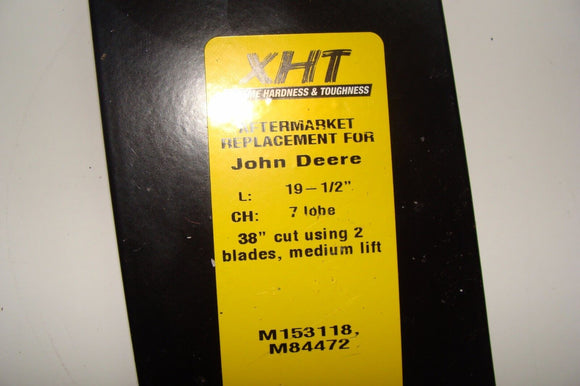 XHT
HARDNESS & TOUGHNESS
AFTERMARKET
REPLACEMENT FOR
John Deere
L: 19-1/2"
CH: 7 lobe
38" cut using 2
blades, medium lift
M153118,
M84472